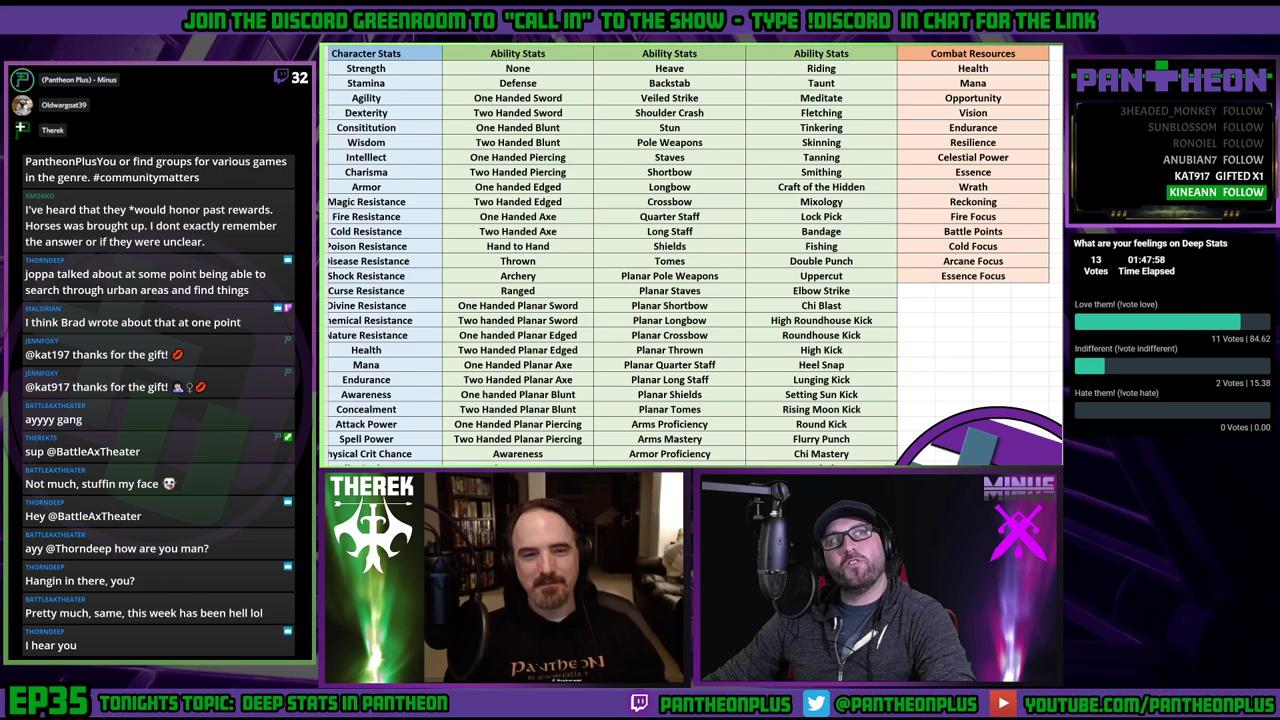 JOIN THE DISCORD GREENROOM TO "CALL IN" TO THE SHOW - TYPE !DISCORD IN CHAT FOR THE LINK
(Pantheon Plus) - Minus
32
Oldwargoat39
Therek
PantheonPlusYou or find groups for various games
in the genre. #communitymatters
XMOKKO
I've heard that they *would honor past rewards.
Horses was brought up. I dont exactly remember
the answer or if they were unclear.
THORNDEEP
joppa talked about at some point being able to
search through urban areas and find things
MALSIRIAN
I think Brad wrote about that at one point
JENNFOXY
@kat197 thanks for the gift! 💋
JENNFOXY
@kat917 thanks for the gift! 🤦🏻♀💋
BATTLEAXTHEATER
ayyyy gang
THEREK75
sup @BattleAxTheater
BATTLEAXTHEATER
Not much, stuffin my face
THORNDEEP
Hey @BattleAxTheater
BATTLEAXTHEATER
ayy @Thorndeep how are you man?
THORNDEEP
Hangin in there, you?
BATTLEAXTHEATER
Pretty much, same, this week has been hell lol
THORNDEEP
I hear you
Character Stats Ability Stats Ability Stats Ability Stats Combat Resources
Strength None Heave Riding Health
Stamina Defense Backstab Taunt Mana
Agility One Handed Sword Veiled Strike Meditate Opportunity
Dexterity Two Handed Sword Shoulder Crash Fletching Vision
Consititution One Handed Blunt Stun Tinkering Endurance
Wisdom Two Handed Blunt Pole Weapons Skinning Resilience
Intelllect One Handed Piercing Staves Tanning Celestial Power
Charisma Two Handed Piercing Shortbow Smithing Essence
Armor One handed Edged Longbow Craft of the Hidden Wrath
Magic Resistance Two Handed Edged Crossbow Mixology Reckoning
Fire Resistance One Handed Axe Quarter Staff Lock Pick Fire Focus
Cold Resistance Two Handed Axe Long Staff Bandage Battle Points
Poison Resistance Hand to Hand Shields Fishing Cold Focus
Disease Resistance Thrown Tomes Double Punch Arcane Focus
Shock Resistance Archery Planar Pole Weapons Uppercut Essence Focus
Curse Resistance Ranged Planar Staves Elbow Strike
Divine Resistance One Handed Planar Sword Planar Shortbow Chi Blast
hemical Resistance Two handed Planar Sword Planar Longbow High Roundhouse Kick
Nature Resistance One handed Planar Edged Planar Crossbow Roundhouse Kick
Health Two Handed Planar Edged Planar Thrown High Kick
Mana One Handed Planar Axe Planar Quarter Staff Heel Snap
Endurance Two Handed Planar Axe Planar Long Staff Lunging Kick
Awareness One handed Planar Blunt Planar Shields Setting Sun Kick
Concealment Two Handed Planar Blunt Planar Tomes Rising Moon Kick
Attack Power One Handed Planar Piercing Arms Proficiency Round Kick
Spell Power Two Handed Planar Piercing Arms Mastery Flurry Punch
hysical Crit Chance Awareness Armor Proficiency Chi Mastery
PANTHEON
3HEADED_MONKEY FOLLOW
SUNBLOSSOM FOLLOW
RONOIEL FOLLOW
ANUBIAN7 FOLLOW
KAT917 GIFTED X1
KINEANN FOLLOW
What are your feelings on Deep Stats
13 01:47:58
Votes Time Elapsed
Love them! (!vote love)
11 Votes | 84.62
Indifferent (!vote indifferent)
2 Votes | 15.38
Hate them! (!vote hate)
0 Votes | 0.00
THEREK
PANTHEON
MINUS
EP35 TONIGHTS TOPIC: DEEP STATS IN PANTHEON PANTHEONPLUS @PANTHEONPLUS YOUTUBE.COM/PANTHEONPLUS